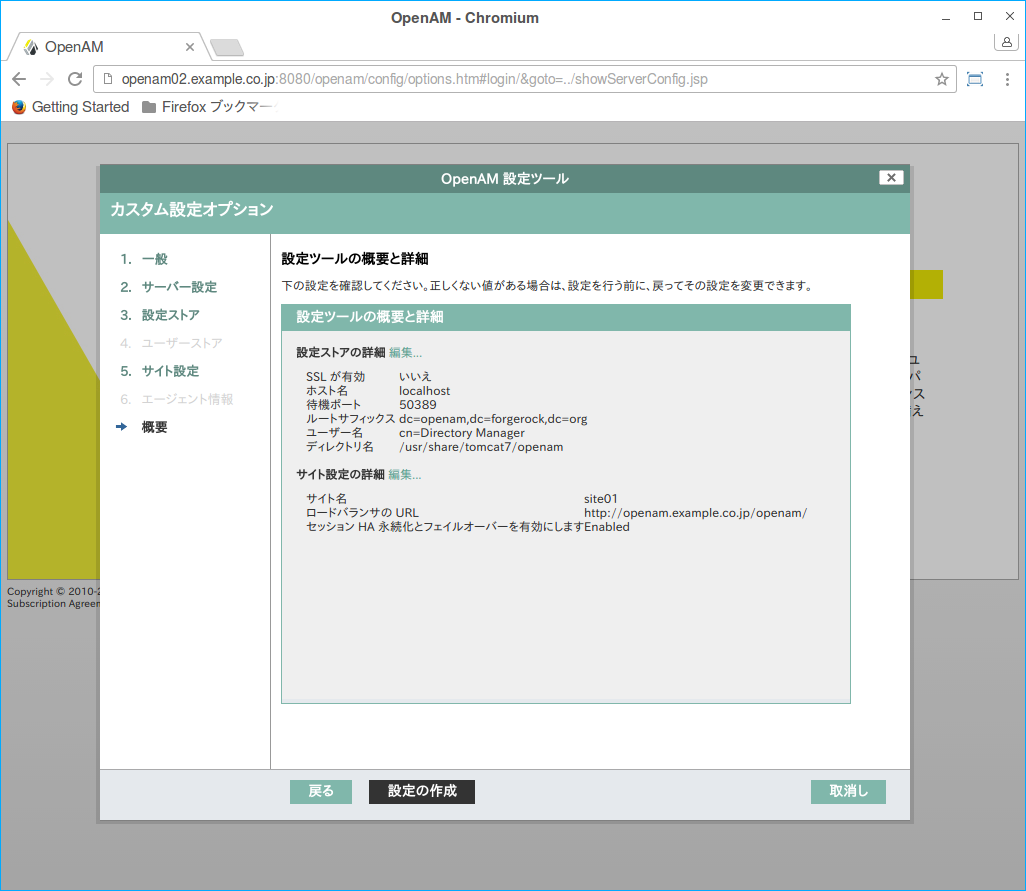 OpenAM - Chromium
OpenAM
openam02.example.co.jp:8080/openam/config/options.htm#login/&goto=../showServerConfig.jsp
Getting Started Firefox ブックマー
OpenAM 設定ツール
カスタム設定オプション
1. 一般
2. サーバー設定
3. 設定ストア
4. ユーザーストア
5. サイト設定
6. エージェント情報
概要
設定ツールの概要と詳細
下の設定を確認してください。正しくない値がある場合は、設定を行う前に、戻ってその設定を変更できます。
設定ツールの概要と詳細
設定ストアの詳細 編集...
SSL が有効 いいえ
ホスト名 localhost
待機ポート 50389
ルートサフィックス dc=openam,dc=forgerock,dc=org
ユーザー名 cn=Directory Manager
ディレクトリ名 /usr/share/tomcat7/openam
サイト設定の詳細 編集...
サイト名 site01
ロードバランサの URL http://openam.example.co.jp/openam/
セッション HA 永続化とフェイルオーバーを有効にします Enabled
戻る 設定の作成 取消し
ュ
パ
ス
え
Copyright © 2010-2
Subscription Agreem